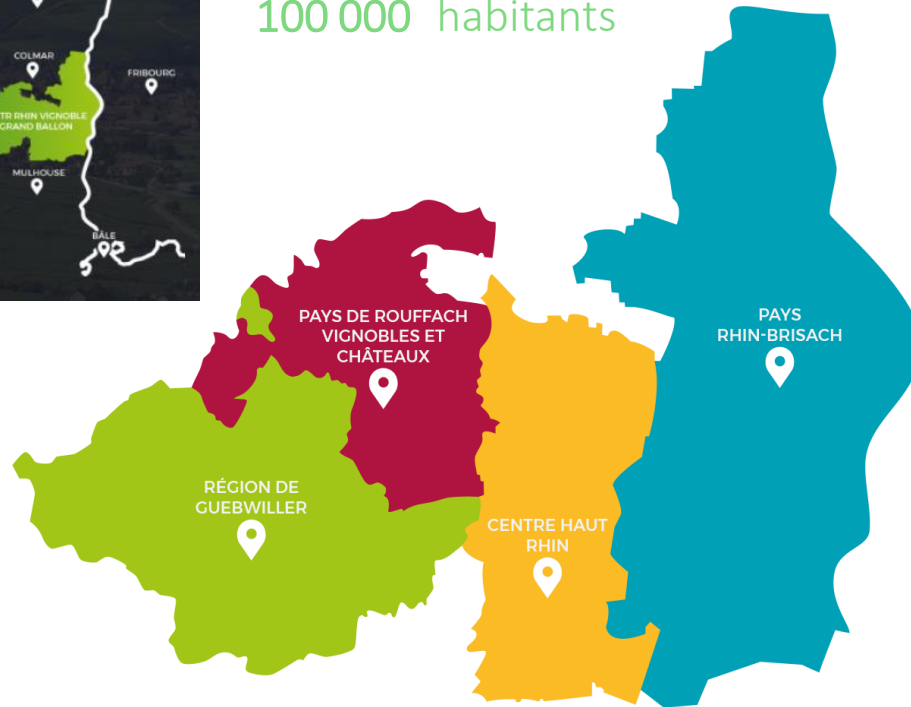 100 000 habitants
COLMAR
FRIBOURG
TR RHIN VIGNOBLE
GRAND BALLON
MULHOUSE
BÂLE
PAYS DE ROUFFACH
VIGNOBLES ET
CHÂTEAUX
PAYS
RHIN-BRISACH
RÉGION DE
GUEBWILLER
CENTRE HAUT
RHIN